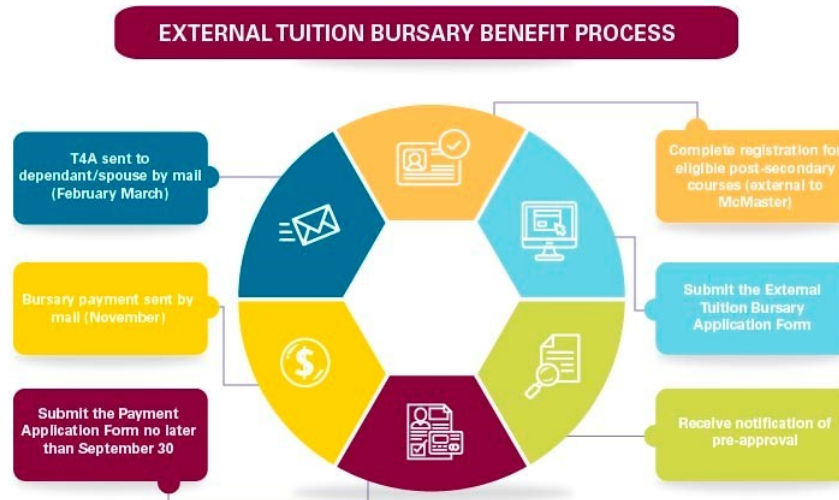 EXTERNAL TUITION BURSARY BENEFIT PROCESS
Complete registration for
eligible post-secondary
courses (external to
McMaster)
Submit the External
Tuition Bursary
Application Form
Receive notification of
pre-approval
Submit the Payment
Application Form no later
than September 30
Bursary payment sent by
mail (November)
T4A sent to
dependant/spouse by mail
(February March)